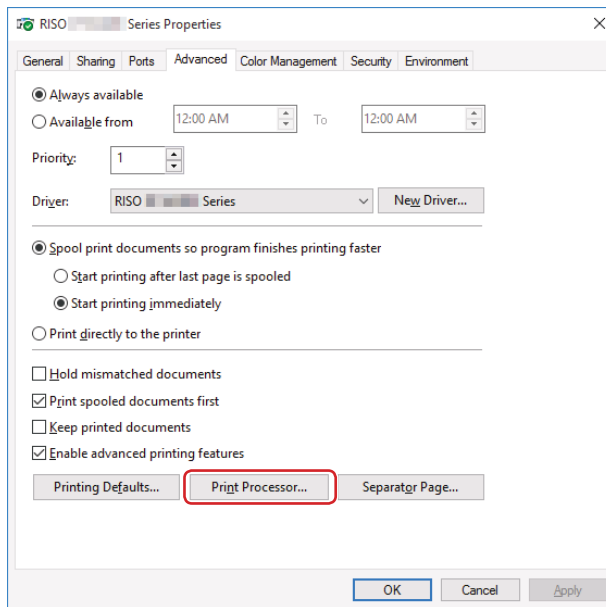 RISO Series Properties
General Sharing Ports Advanced Color Management Security Environment
Always available
Available from 12:00 AM To 12:00 AM
Priority: 1
Driver: RISO Series New Driver...
Spool print documents so program finishes printing faster
Start printing after last page is spooled
Start printing immediately
Print directly to the printer
Hold mismatched documents
Print spooled documents first
Keep printed documents
Enable advanced printing features
Printing Defaults... Print Processor... Separator Page...
OK Cancel Apply